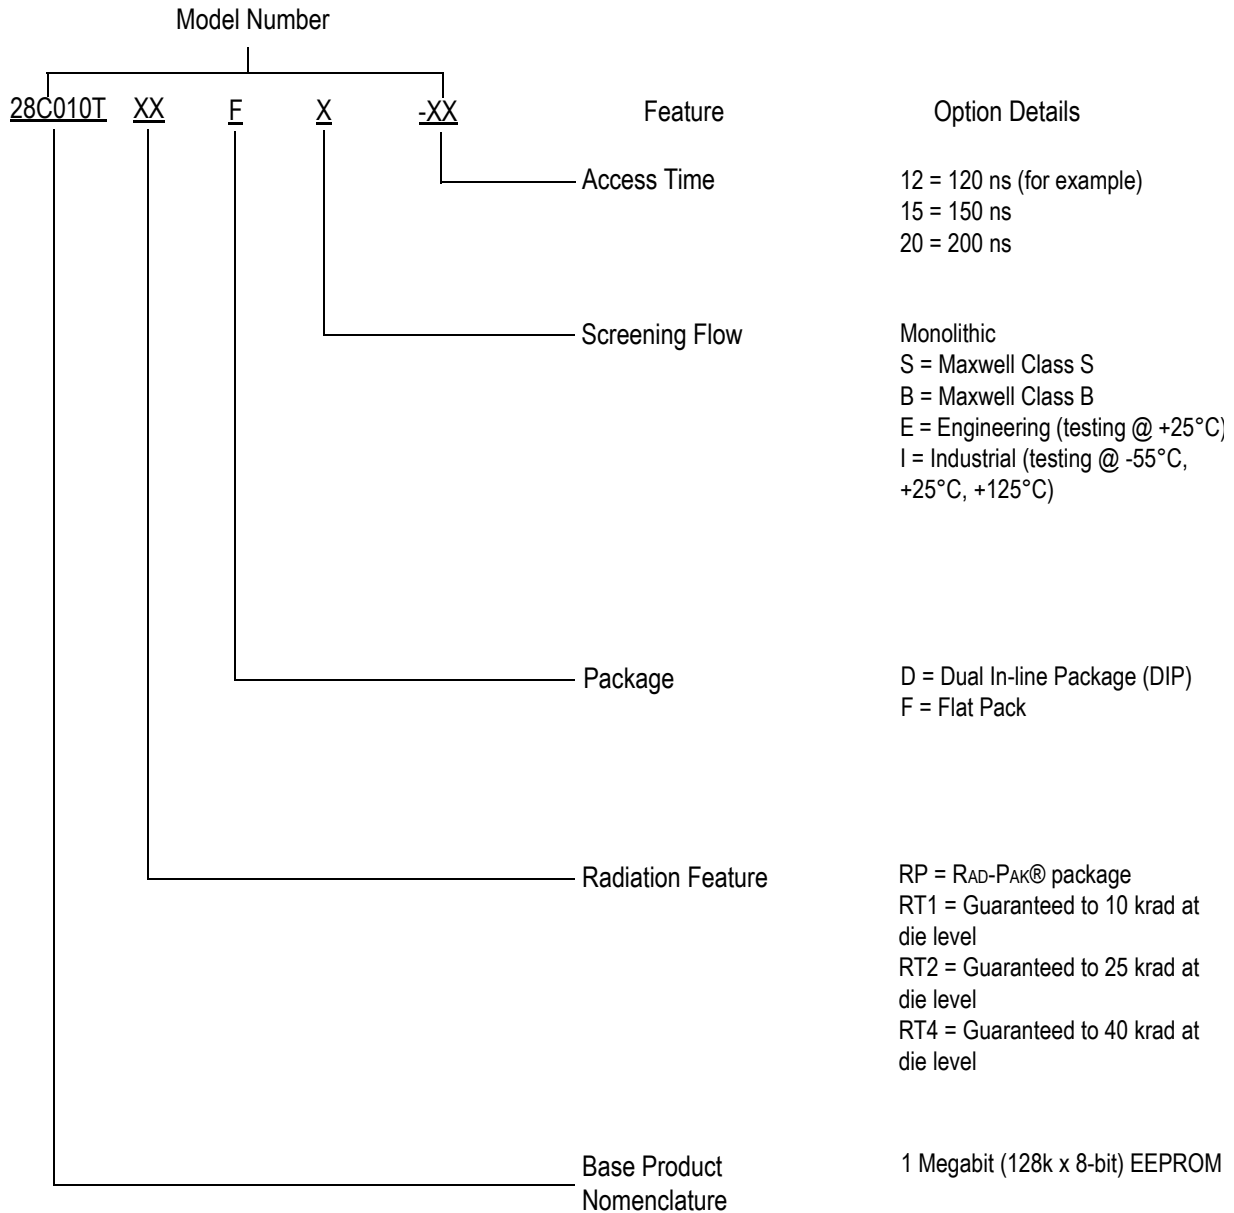 Model Number
28C010T XX F X -XX Feature Option Details
Access Time 12 = 120 ns (for example)
15 = 150 ns
20 = 200 ns
Screening Flow Monolithic
S = Maxwell Class S
B = Maxwell Class B
E = Engineering (testing @ +25°C)
I = Industrial (testing @ -55°C,
+25°C, +125°C)
Package D = Dual In-line Package (DIP)
F = Flat Pack
Radiation Feature RP = RAD-PAK® package
RT1 = Guaranteed to 10 krad at
die level
RT2 = Guaranteed to 25 krad at
die level
RT4 = Guaranteed to 40 krad at
die level
Base Product 1 Megabit (128k x 8-bit) EEPROM
Nomenclature